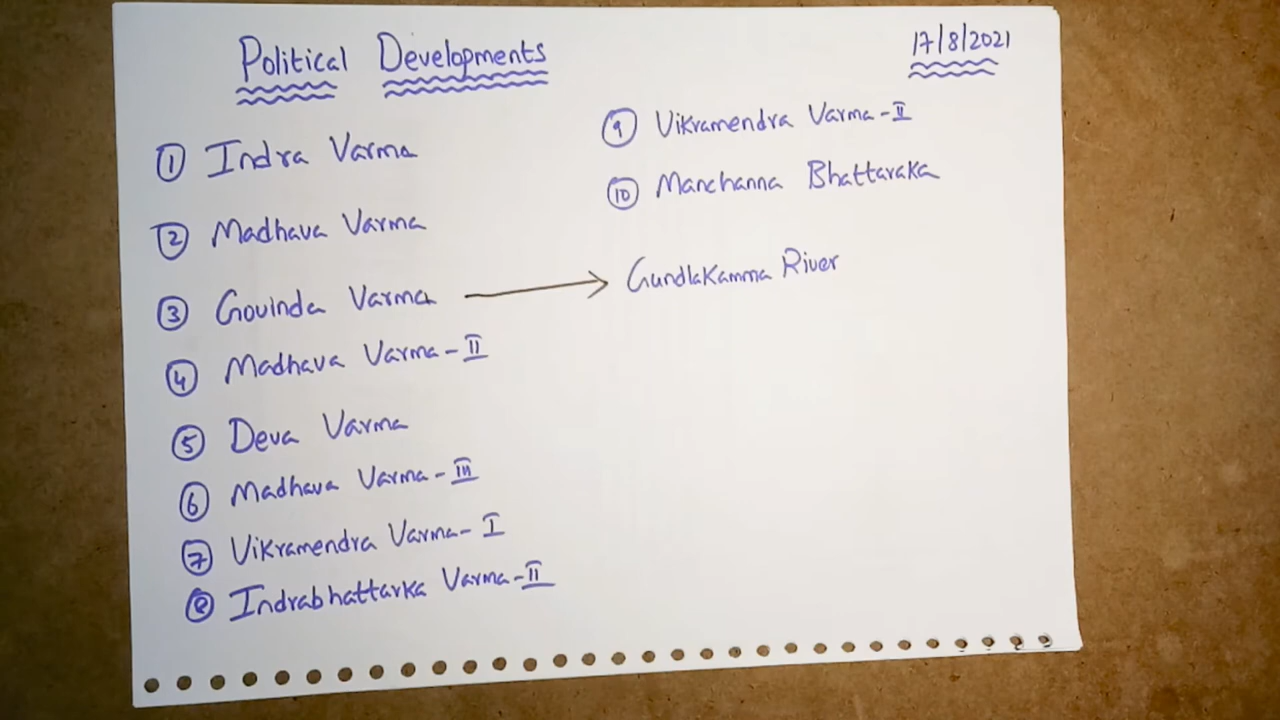 Political Developments
17/8/2021
1 Indra Varma
2 Madhava Varma
3 Govinda Varma → Gundlakamma River
4 Madhava Varma - II
5 Deva Varma
6 Madhava Varma - III
7 Vikramendra Varma - I
8 Indrabhattarka Varma - II
9 Vikramendra Varma - II
10 Manchanna Bhattaraka